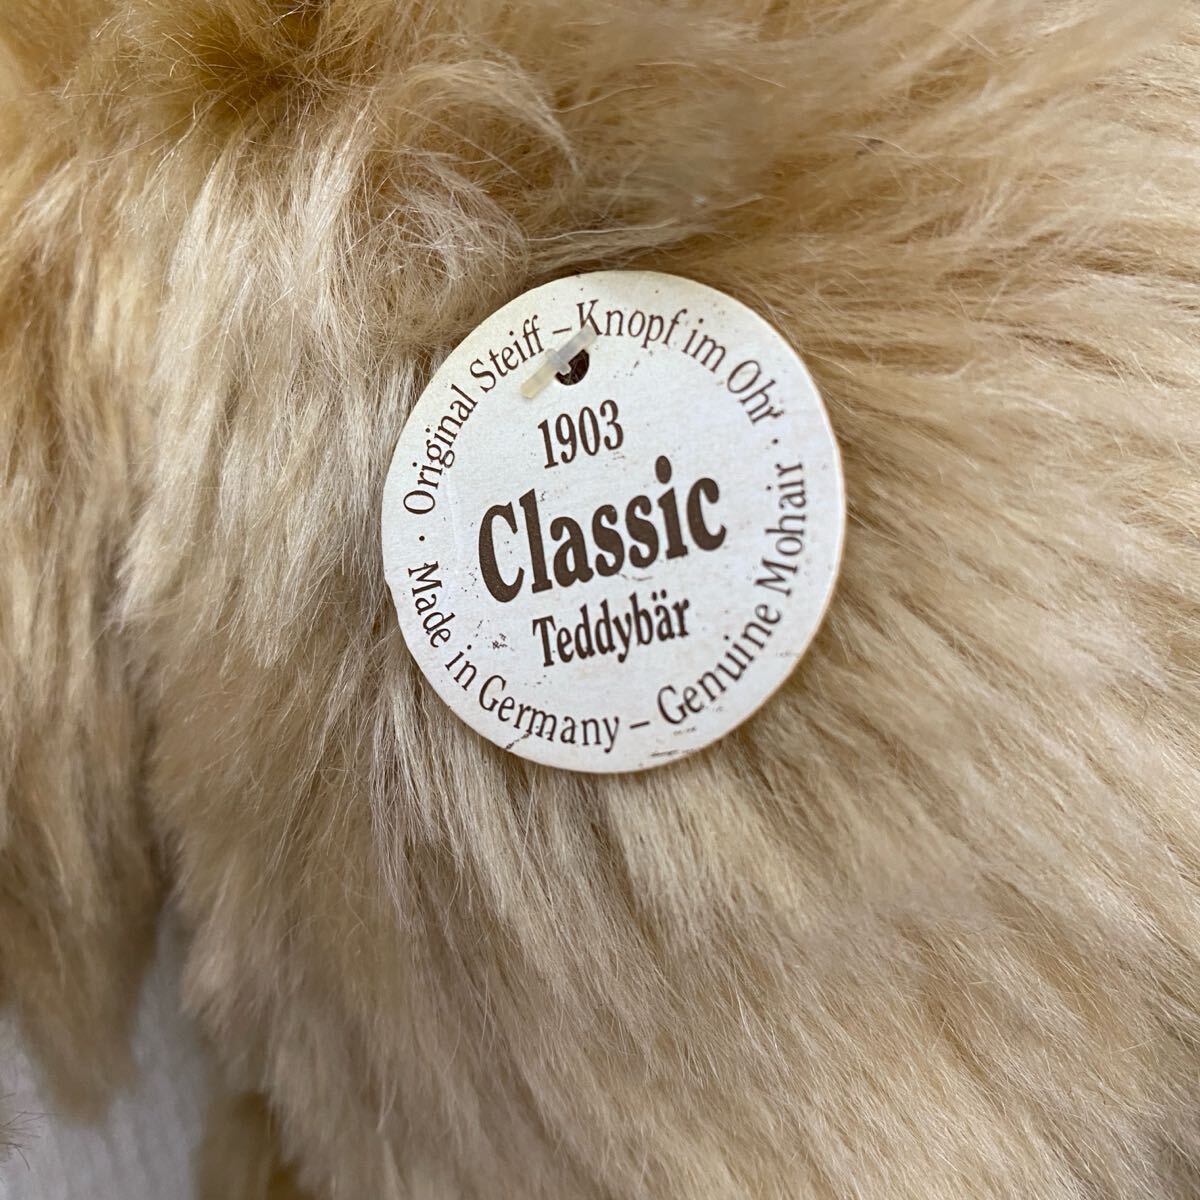 · Original Steiff – Knopf im Ohr ·
1903
Classic
Teddybär
Made in Germany – Genuine Mohair